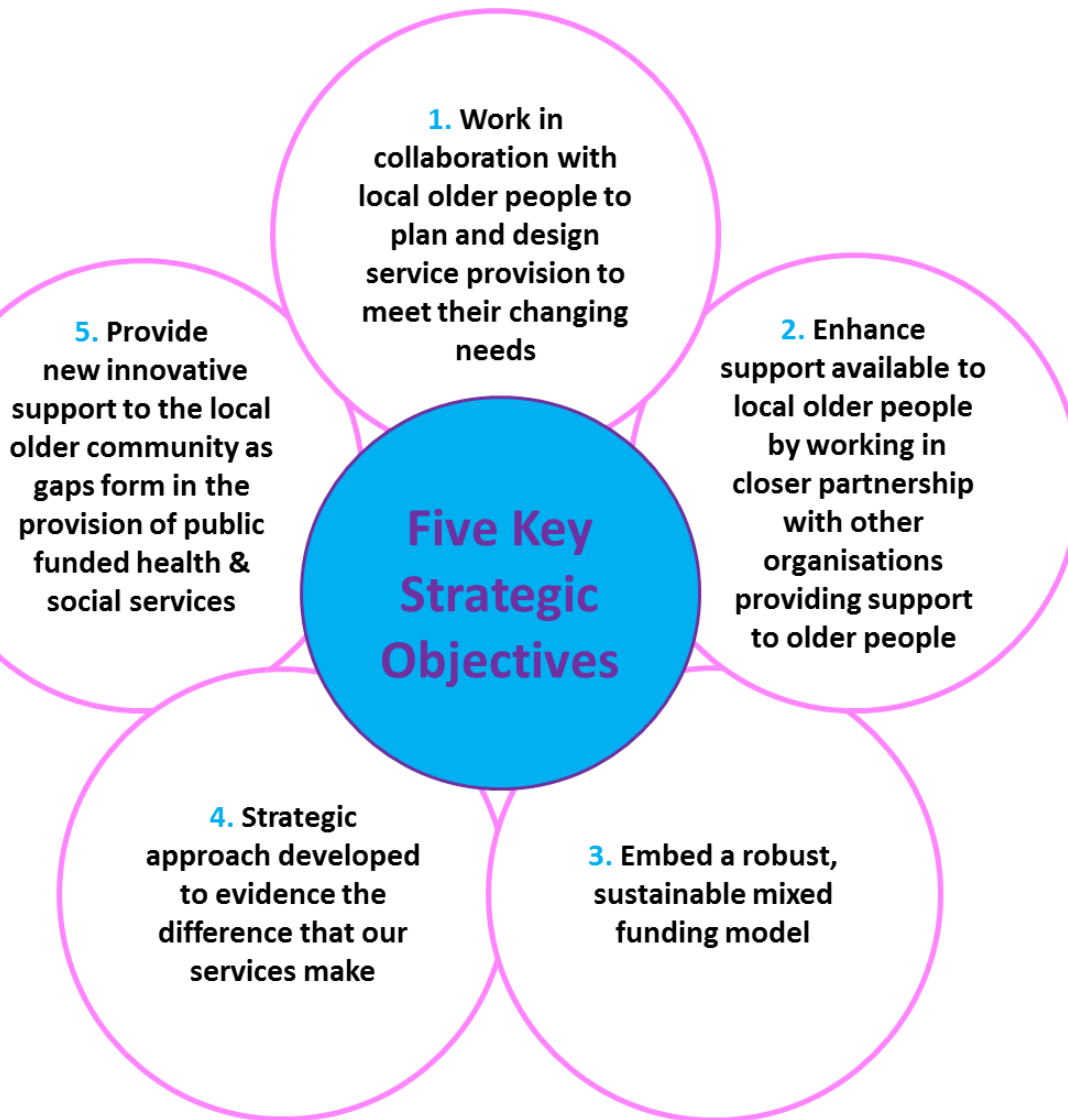 1. Work in
collaboration with
local older people to
plan and design
service provision to
meet their changing
needs
2. Enhance
support available to
local older people
by working in
closer partnership
with other
organisations
providing support
to older people
3. Embed a robust,
sustainable mixed
funding model
4. Strategic
approach developed
to evidence the
difference that our
services make
5. Provide
new innovative
support to the local
older community as
gaps form in the
provision of public
funded health &
social services
Five Key
Strategic
Objectives